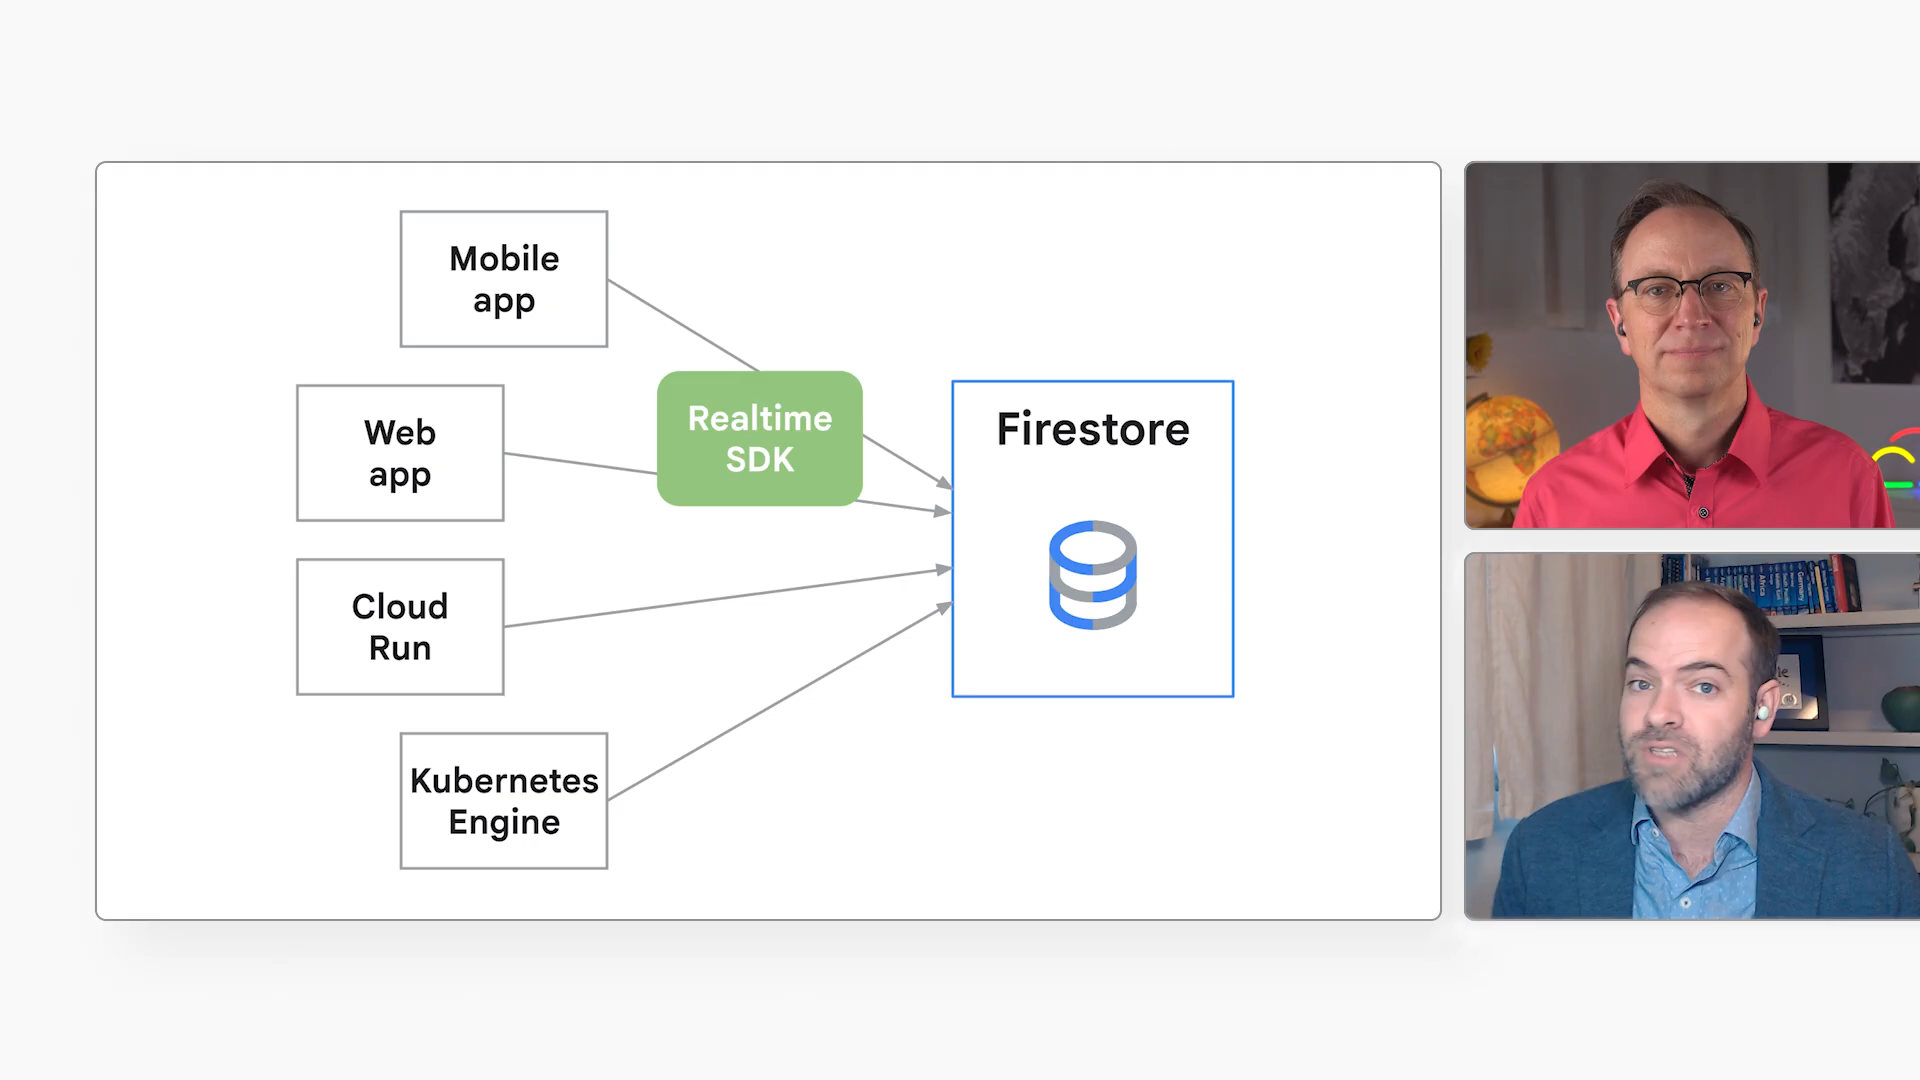 Mobile
app
Web
app
Realtime
SDK
Cloud
Run
Kubernetes
Engine
Firestore